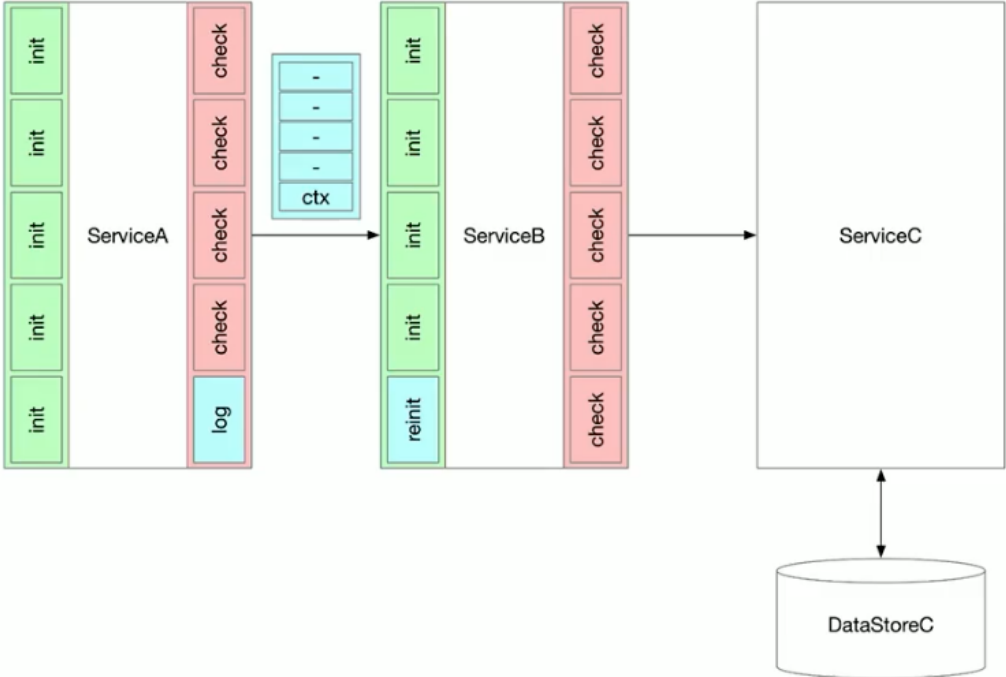 init
init
init
init
init
ServiceA
check
check
check
check
log
-
-
-
-
ctx
init
init
init
init
reinit
ServiceB
check
check
check
check
check
ServiceC
DataStoreC